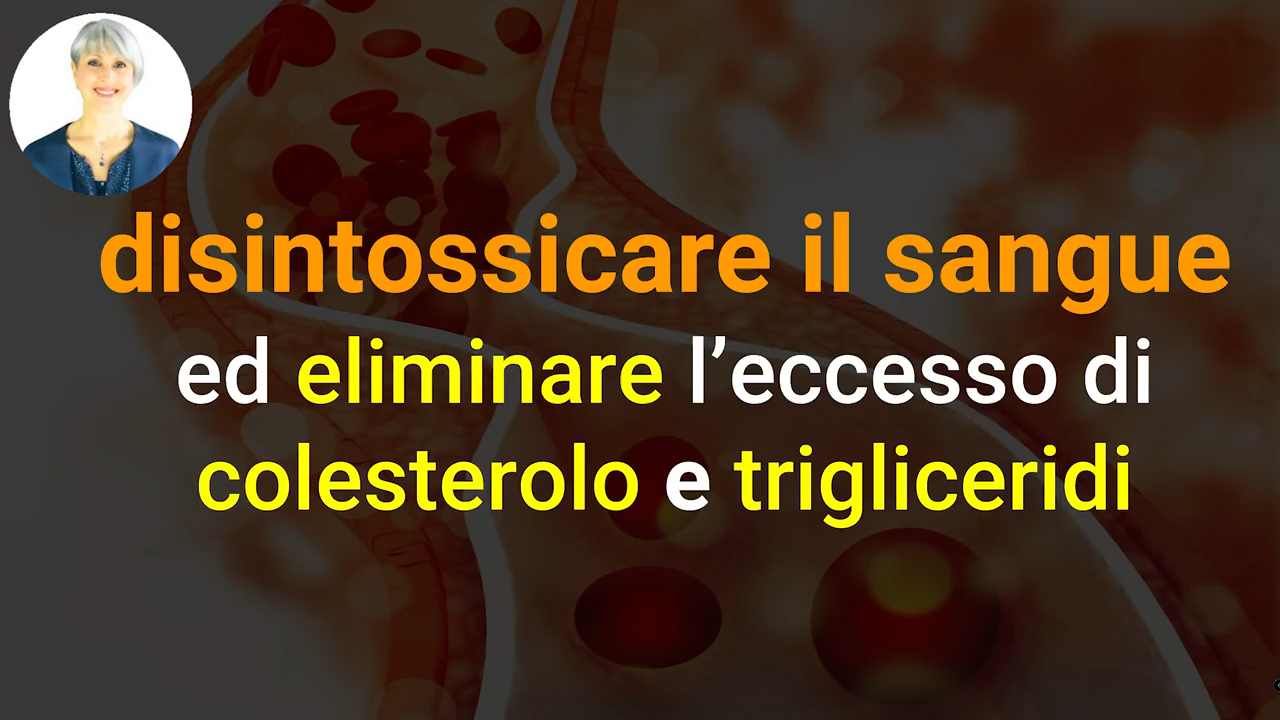 disintossicare il sangue
ed eliminare l’eccesso di
colesterolo e trigliceridi